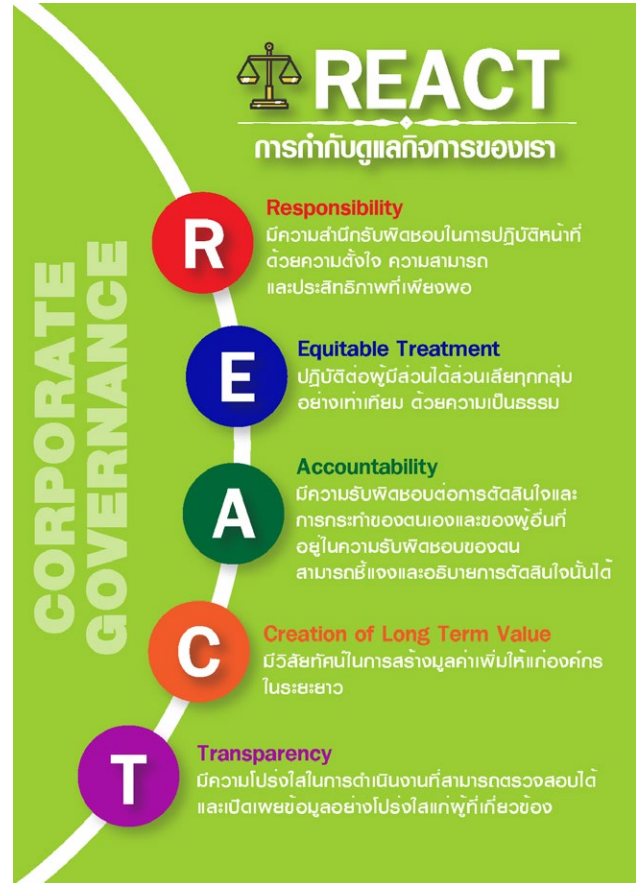 REACT
การกำกับดูแลกิจการของเรา
CORPORATE
GOVERNANCE
R
Responsibility
มีความสำนึกรับผิดชอบในการปฏิบัติหน้าที่
ด้วยความตั้งใจ ความสามารถ
และประสิทธิภาพที่เพียงพอ
E
Equitable Treatment
ปฏิบัติต่อผู้มีส่วนได้ส่วนเสียทุกกลุ่ม
อย่างเท่าเทียม ด้วยความเป็นธรรม
A
Accountability
มีความรับผิดชอบต่อการตัดสินใจและ
การกระทำของตนเองและของผู้อื่นที่
อยู่ในความรับผิดชอบของตน
สามารถชี้แจงและอธิบายการตัดสินใจนั้นได้
C
Creation of Long Term Value
มีวิสัยทัศน์ในการสร้างมูลค่าเพิ่มให้แก่องค์กร
ในระยะยาว
T
Transparency
มีความโปร่งใสในการดำเนินงานที่สามารถตรวจสอบได้
และเปิดเผยข้อมูลอย่างโปร่งใสแก่ผู้ที่เกี่ยวข้อง